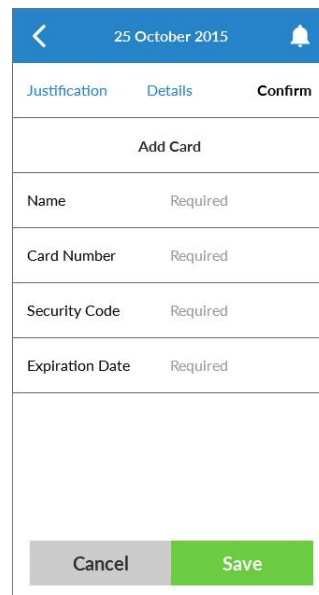 25 October 2015
Justification Details Confirm
Add Card
Name Required
Card Number Required
Security Code Required
Expiration Date Required
Cancel Save